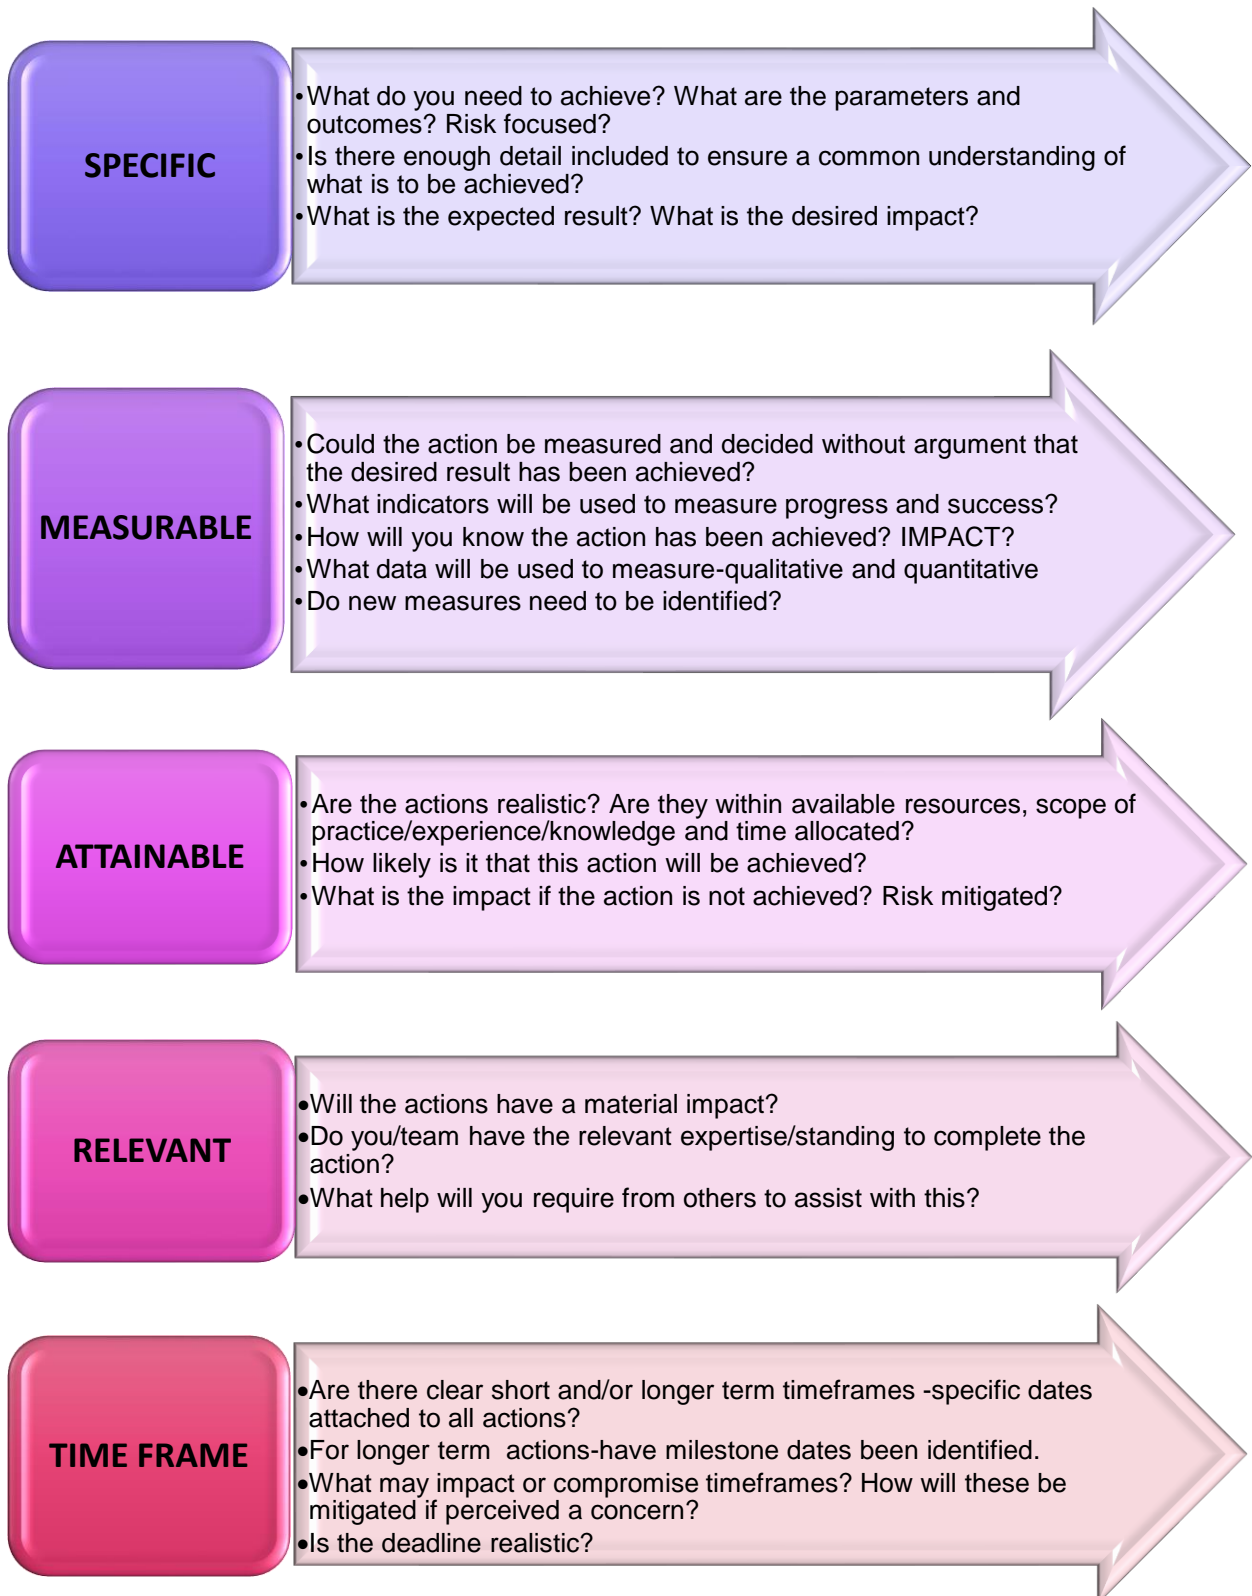 SPECIFIC
•What do you need to achieve? What are the parameters and
outcomes? Risk focused?
•Is there enough detail included to ensure a common understanding of
what is to be achieved?
•What is the expected result? What is the desired impact?
MEASURABLE
•Could the action be measured and decided without argument that
the desired result has been achieved?
•What indicators will be used to measure progress and success?
•How will you know the action has been achieved? IMPACT?
•What data will be used to measure-qualitative and quantitative
•Do new measures need to be identified?
ATTAINABLE
•Are the actions realistic? Are they within available resources, scope of
practice/experience/knowledge and time allocated?
•How likely is it that this action will be achieved?
•What is the impact if the action is not achieved? Risk mitigated?
RELEVANT
•Will the actions have a material impact?
•Do you/team have the relevant expertise/standing to complete the
action?
•What help will you require from others to assist with this?
TIME FRAME
•Are there clear short and/or longer term timeframes -specific dates
attached to all actions?
•For longer term  actions-have milestone dates been identified.
•What may impact or compromise timeframes? How will these be
mitigated if perceived a concern?
•Is the deadline realistic?